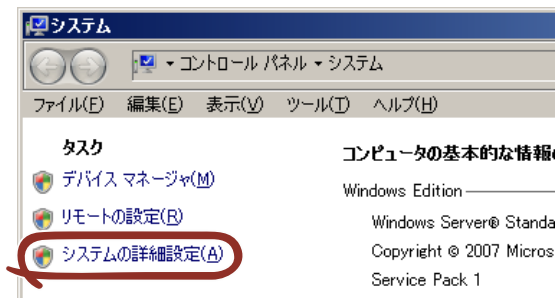 システム
コントロール パネル ▾ システム
ファイル(F) 編集(E) 表示(V) ツール(T) ヘルプ(H)
タスク
デバイス マネージャ(M)
リモートの設定(R)
システムの詳細設定(A)
コンピュータの基本的な情報
Windows Edition
Windows Server® Standa
Copyright © 2007 Micros
Service Pack 1